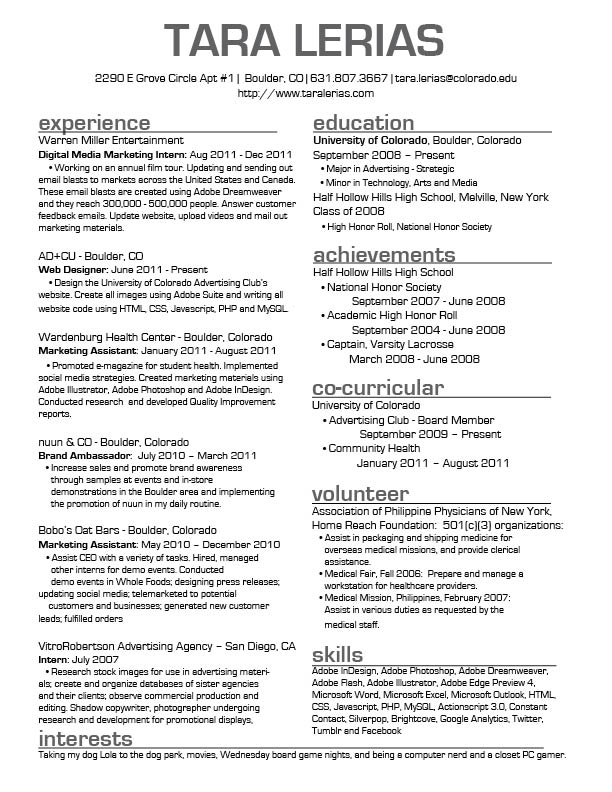 TARA LERIAS
2290 E Grove Circle Apt #1 | Boulder, CO|631.807.3667|tara.lerias@colorado.edu
http://www.taralerias.com
experience
Warren Miller Entertainment
Digital Media Marketing Intern: Aug 2011 - Dec 2011
• Working on an annual film tour. Updating and sending out
email blasts to markets across the United States and Canada.
These email blasts are created using Adobe Dreamweaver
and they reach 300,000 - 500,000 people. Answer customer
feedback emails. Update website, upload videos and mail out
marketing materials.
AD+CU - Boulder, CO
Web Designer: June 2011 - Present
• Design the University of Colorado Advertising Club's
website. Create all images using Adobe Suite and writing all
website code using HTML, CSS, Javascript, PHP and MySQL.
Wardenburg Health Center - Boulder, Colorado
Marketing Assistant: January 2011 - August 2011
• Promoted e-magazine for student health. Implemented
social media strategies. Created marketing materials using
Adobe Illustrator, Adobe Photoshop and Adobe InDesign.
Conducted research and developed Quality Improvement
reports.
nuun & CO - Boulder, Colorado
Brand Ambassador: July 2010 – March 2011
• Increase sales and promote brand awareness
through samples at events and in-store
demonstrations in the Boulder area and implementing
the promotion of nuun in my daily routine.
Bobo's Oat Bars - Boulder, Colorado
Marketing Assistant: May 2010 – December 2010
• Assist CEO with a variety of tasks. Hired, managed
other interns for demo events. Conducted
demo events in Whole Foods; designing press releases;
updating social media; telemarketed to potential
customers and businesses; generated new customer
leads; fulfilled orders
VitroRobertson Advertising Agency – San Diego, CA
Intern: July 2007
• Research stock images for use in advertising materi-
als; create and organize databases of sister agencies
and their clients; observe commercial production and
editing. Shadow copywriter, photographer undergoing
research and development for promotional displays,
education
University of Colorado, Boulder, Colorado
September 2008 – Present
• Major in Advertising - Strategic
• Minor in Technology, Arts and Media
Half Hollow Hills High School, Melville, New York
Class of 2008
• High Honor Roll, National Honor Society
achievements
Half Hollow Hills High School
• National Honor Society
September 2007 - June 2008
• Academic High Honor Roll
September 2004 - June 2008
• Captain, Varsity Lacrosse
March 2008 - June 2008
co-curricular
University of Colorado
• Advertising Club - Board Member
September 2009 – Present
• Community Health
January 2011 – August 2011
volunteer
Association of Philippine Physicians of New York,
Home Reach Foundation: 501(c)(3) organizations:
• Assist in packaging and shipping medicine for
overseas medical missions, and provide clerical
assistance.
• Medical Fair, Fall 2006: Prepare and manage a
workstation for healthcare providers.
• Medical Mission, Philippines, February 2007:
Assist in various duties as requested by the
medical staff.
skills
Adobe InDesign, Adobe Photoshop, Adobe Dreamweaver,
Adobe Flash, Adobe Illustrator, Adobe Edge Preview 4,
Microsoft Word, Microsoft Excel, Microsoft Outlook, HTML,
CSS, Javascript, PHP, MySQL, Actionscript 3.0, Constant
Contact, Silverpop, Brightcove, Google Analytics, Twitter,
Tumblr and Facebook
interests
Taking my dog Lola to the dog park, movies, Wednesday board game nights, and being a computer nerd and a closet PC gamer.